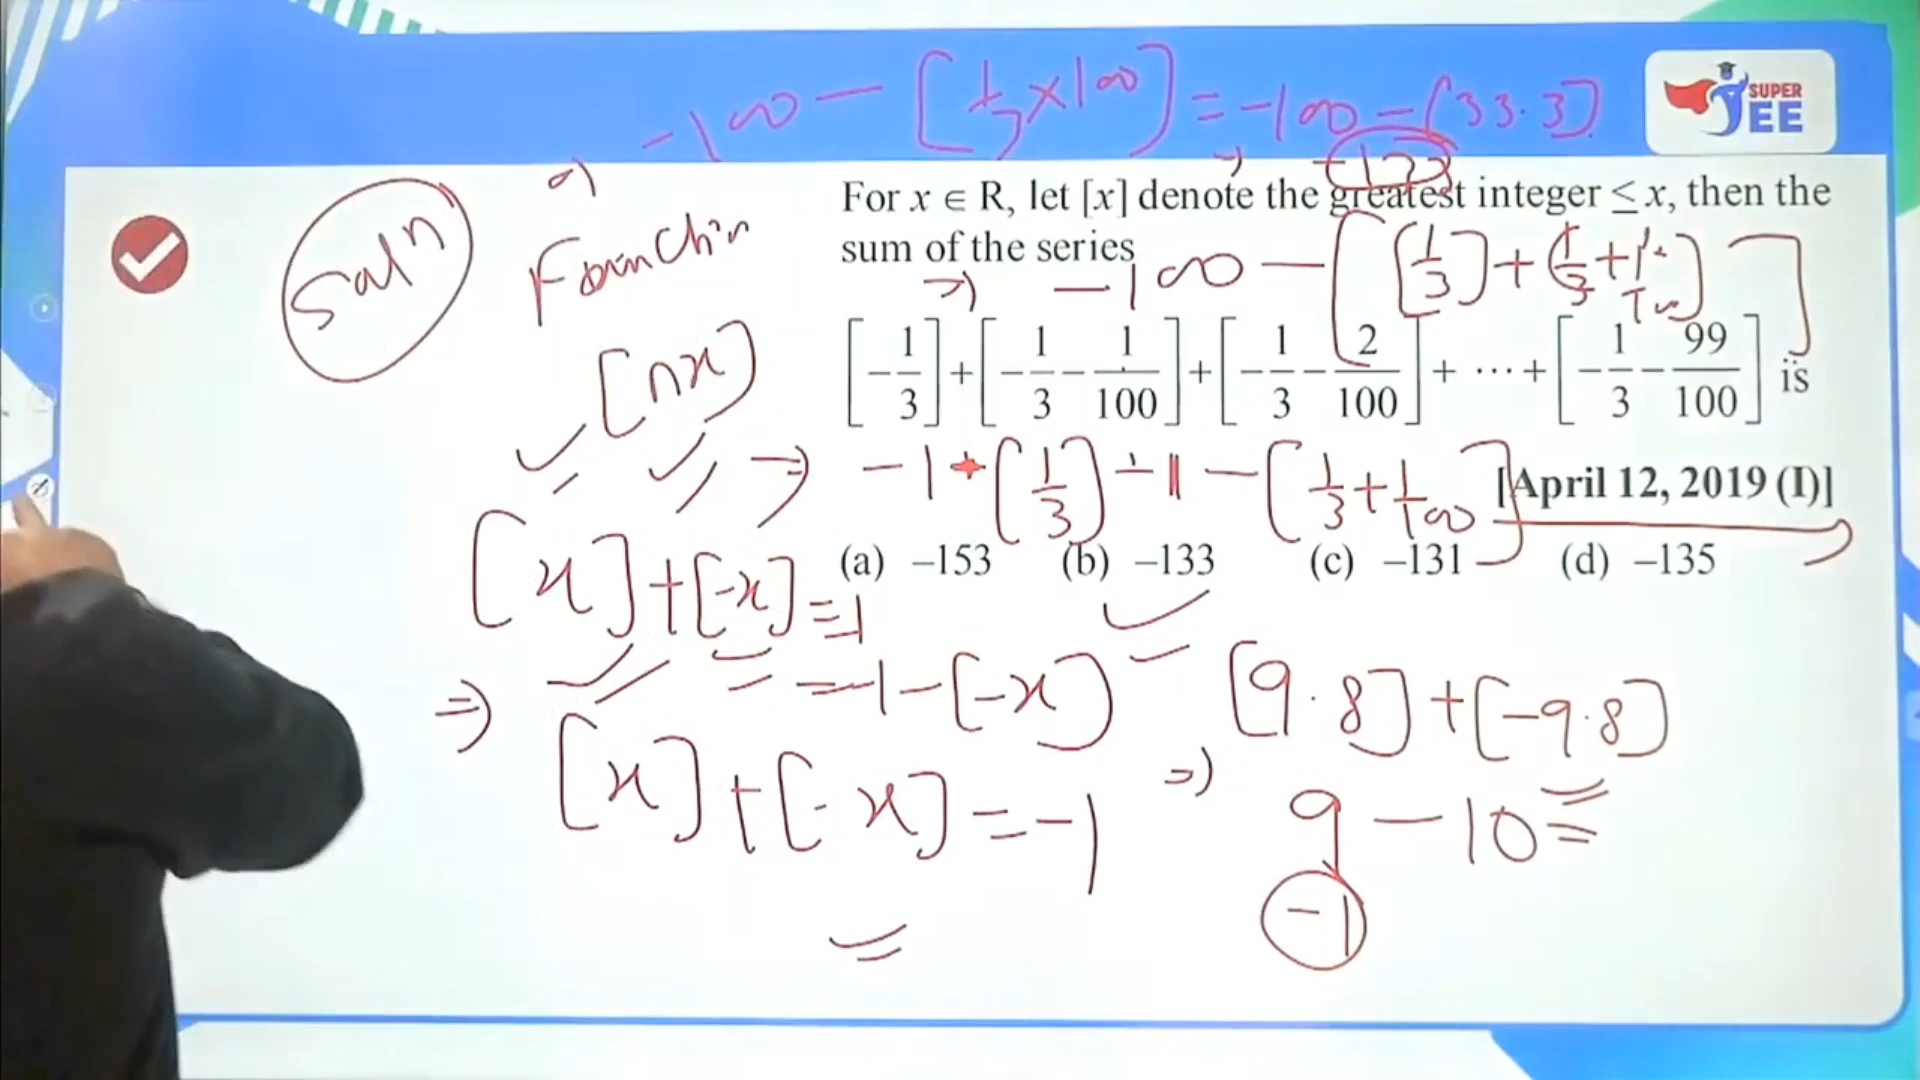 -100 - [1/3 × 100] = -100 - [33.3]
SUPER
JEE
⇒ -133
For x ∈ R, let [x] denote the greatest integer ≤ x, then the
sum of the series
⇒ -100 - [ [1/3] + [1/3 + 1/100] ]
[-1/3] + [-1/3 - 1/100] + [-1/3 - 2/100] + ... + [-1/3 - 99/100] is
Soln
[nx]
⇒ -1 - [1/3] + -1 - [1/3 + 1/100]
[April 12, 2019 (I)]
(a) –153 (b) –133 (c) –131 (d) –135
[x] + [-x] = -1
= -1 - [-x]
[9.8] + [-9.8]
⇒ [x] + [-x] = -1
⇒ 9 - 10 =
-1